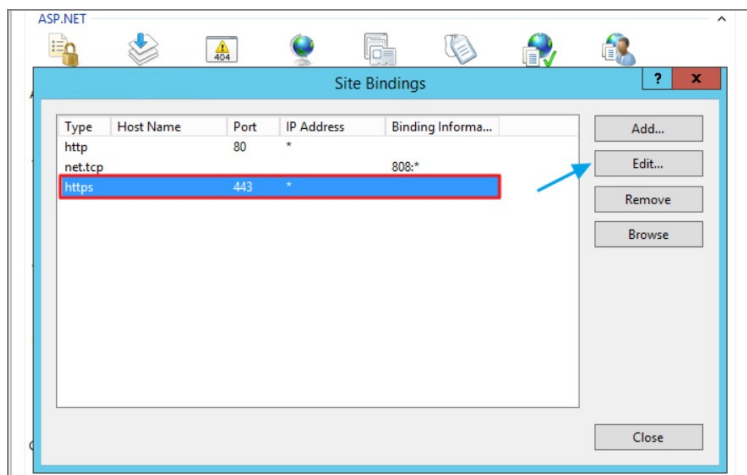 ASP.NET
404
Site Bindings
? x
Type Host Name Port IP Address Binding Informa...
http 80 *
net.tcp 808:*
https 443 *
Add...
Edit...
Remove
Browse
Close